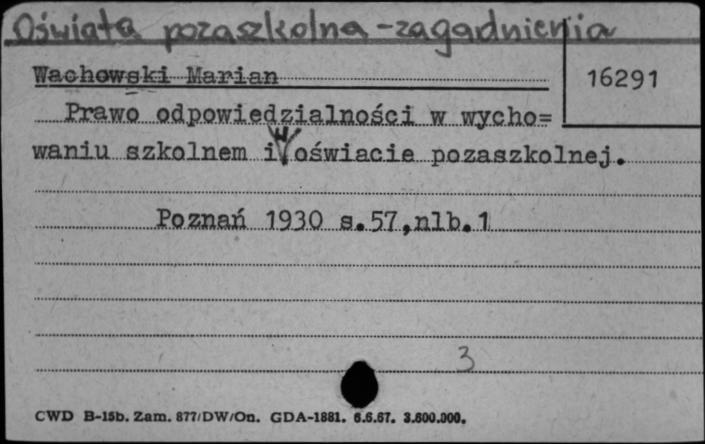 Oświata pozaszkolna - zagadnienia
Wachowski Marian
16291
Prawo odpowiedzialności w wycho=
waniu szkolnem i w oświacie pozaszkolnej.
Poznań 1930 s.57,nlb.1
3
CWD B-15b. Zam. 877/DW/On. GDA-1881. 6.6.67. 3.600.000.